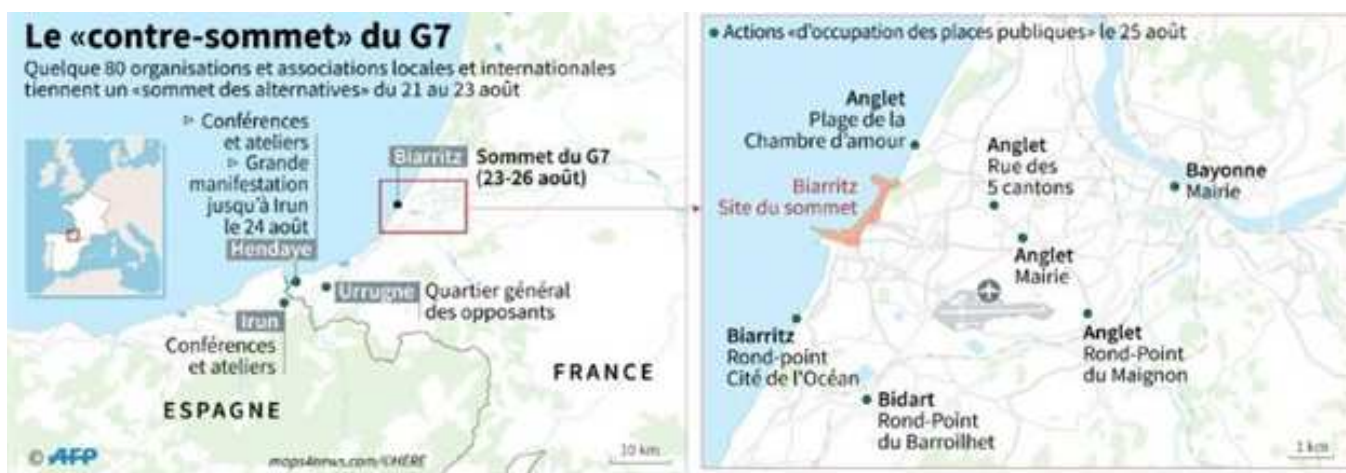 Le «contre-sommet» du G7
Quelque 80 organisations et associations locales et internationales
tiennent un «sommet des alternatives» du 21 au 23 août
▹ Conférences
et ateliers
▹ Grande
manifestation
jusqu'à Irun
le 24 août
Hendaye
Biarritz
Sommet du G7
(23-26 août)
Urrugne
Quartier général
des opposants
Irun
Conférences
et ateliers
FRANCE
ESPAGNE
© AFP
maps4news.com/©HERE
10 km
Actions «d'occupation des places publiques» le 25 août
Anglet
Plage de la
Chambre d'amour
Biarritz
Site du sommet
Anglet
Rue des
5 cantons
Bayonne
Mairie
Anglet
Mairie
Biarritz
Rond-point
Cité de l'Océan
Anglet
Rond-Point
du Maignon
Bidart
Rond-Point
du Barroilhet
1 km